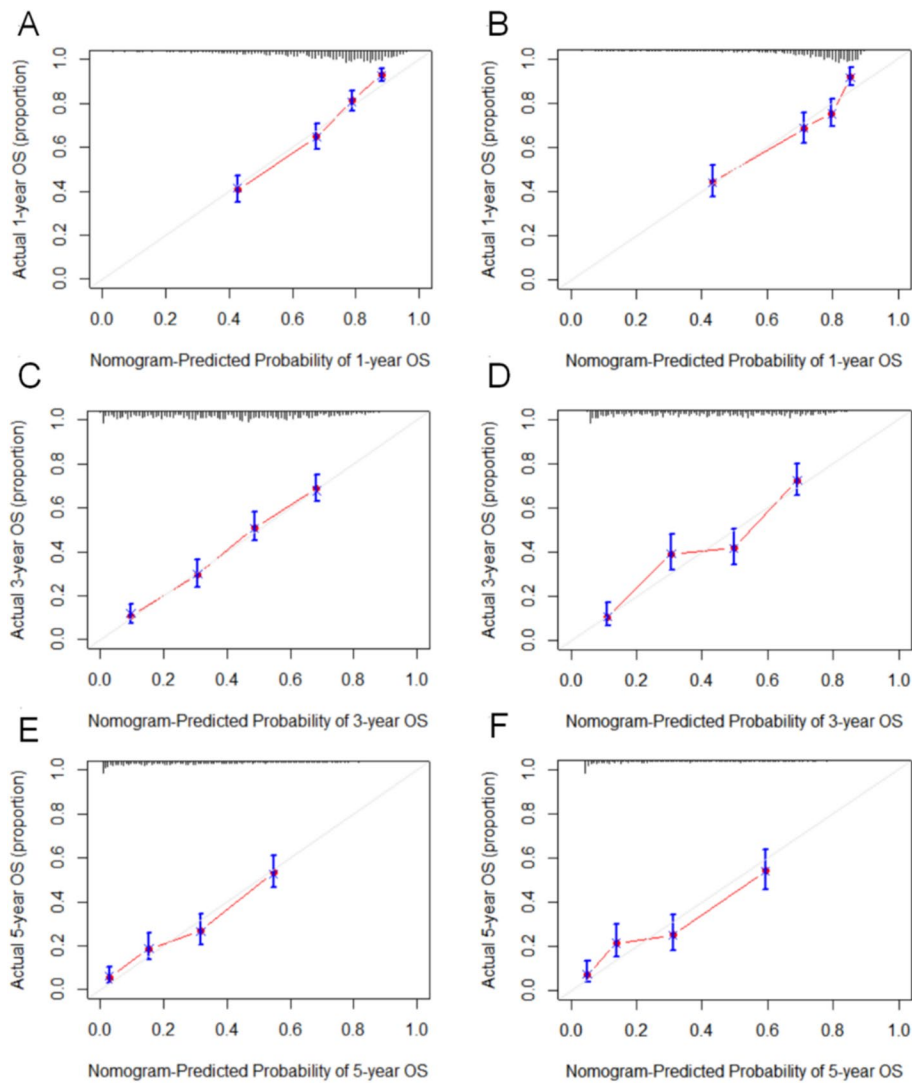 A
1.0
0.8
0.6
0.4
0.2
0.0
Actual 1-year OS (proportion)
0.0 0.2 0.4 0.6 0.8 1.0
Nomogram-Predicted Probability of 1-year OS
B
1.0
0.8
0.6
0.4
0.2
0.0
Actual 1-year OS (proportion)
0.0 0.2 0.4 0.6 0.8 1.0
Nomogram-Predicted Probability of 1-year OS
C
1.0
0.8
0.6
0.4
0.2
0.0
Actual 3-year OS (proportion)
0.0 0.2 0.4 0.6 0.8 1.0
Nomogram-Predicted Probability of 3-year OS
D
1.0
0.8
0.6
0.4
0.2
0.0
Actual 3-year OS (proportion)
0.0 0.2 0.4 0.6 0.8 1.0
Nomogram-Predicted Probability of 3-year OS
E
1.0
0.8
0.6
0.4
0.2
0.0
Actual 5-year OS (proportion)
0.0 0.2 0.4 0.6 0.8 1.0
Nomogram-Predicted Probability of 5-year OS
F
1.0
0.8
0.6
0.4
0.2
0.0
Actual 5-year OS (proportion)
0.0 0.2 0.4 0.6 0.8 1.0
Nomogram-Predicted Probability of 5-year OS